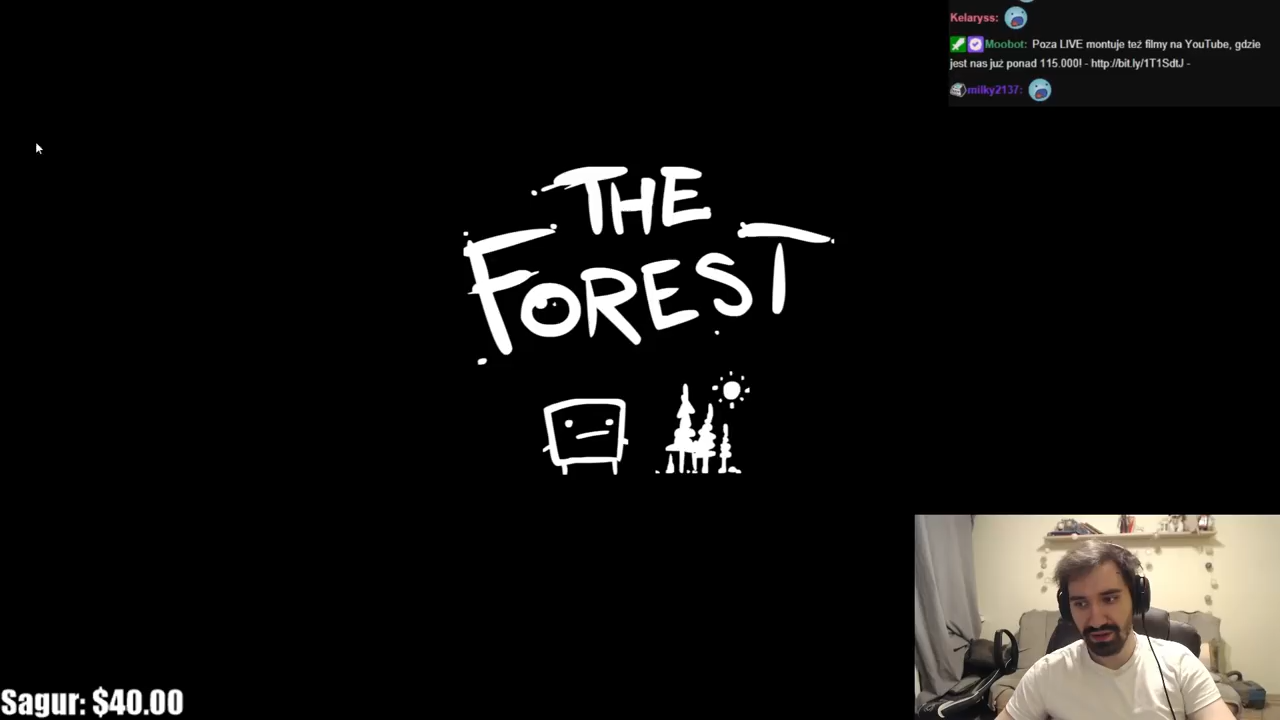 Kelaryss:
Moobot: Poza LIVE montuje też filmy na YouTube, gdzie
jest nas już ponad 115.000! - http://bit.ly/1T1SdtJ -
milky2137:
THE
FOREST
Sagur: $40.00